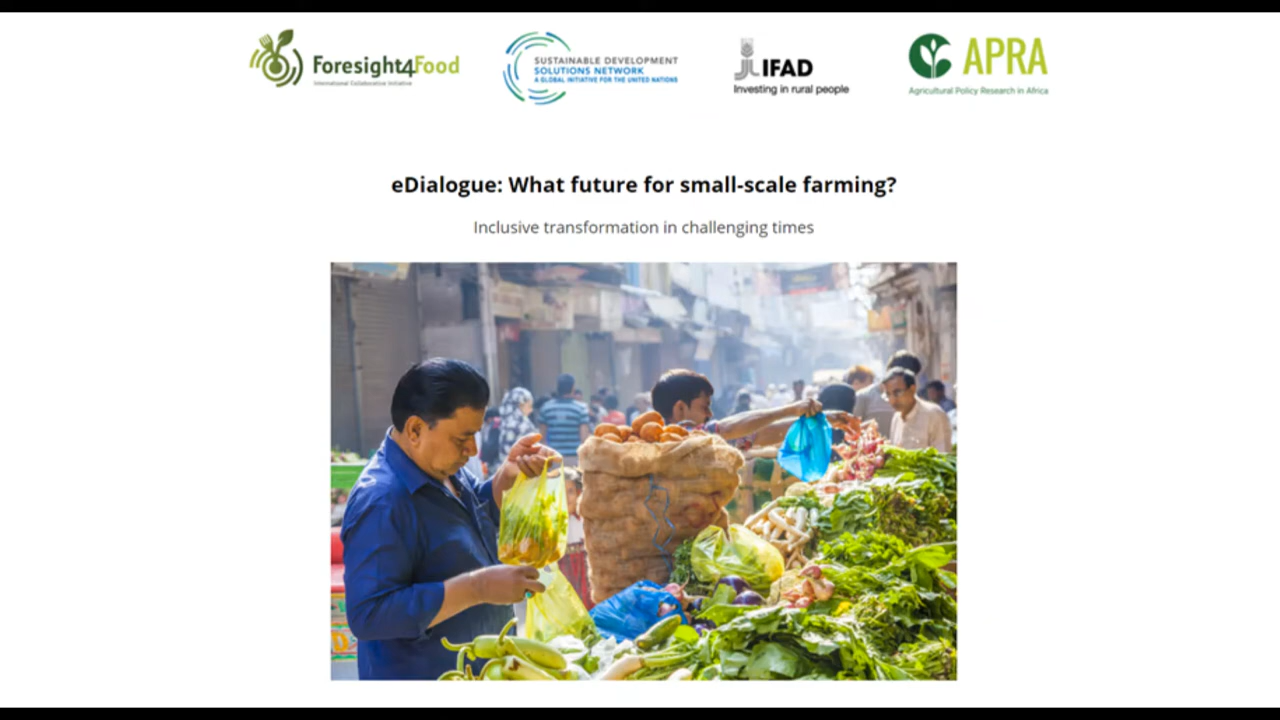 Foresight4Food
International Collaborative Initiative
SUSTAINABLE DEVELOPMENT
SOLUTIONS NETWORK
A GLOBAL INITIATIVE FOR THE UNITED NATIONS
IFAD
Investing in rural people
APRA
Agricultural Policy Research in Africa
eDialogue: What future for small-scale farming?
Inclusive transformation in challenging times